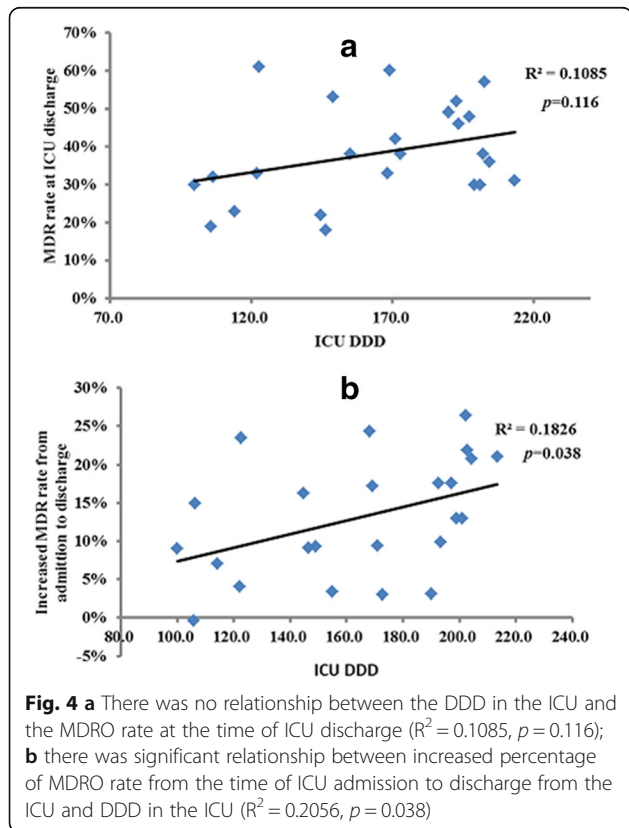 70%
60%
50%
40%
30%
20%
10%
0%
70.0 120.0 170.0 220.0
MDR rate at ICU discharge
ICU DDD
a
R² = 0.1085
p=0.116
30%
25%
20%
15%
10%
5%
0%
-5%
80.0 100.0 120.0 140.0 160.0 180.0 200.0 220.0 240.0
Increased MDR rate from
admittion to discharge
ICU DDD
b
R² = 0.1826
p=0.038
Fig. 4 a There was no relationship between the DDD in the ICU and
the MDRO rate at the time of ICU discharge (R² = 0.1085, p = 0.116);
b there was significant relationship between increased percentage
of MDRO rate from the time of ICU admission to discharge from the
ICU and DDD in the ICU (R² = 0.2056, p = 0.038)